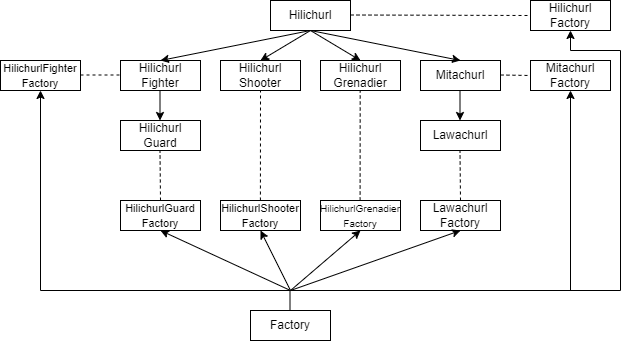 Hilichurl
Hilichurl
Factory
HilichurlFighter
Factory
Hilichurl
Fighter
Hilichurl
Shooter
Hilichurl
Grenadier
Mitachurl
Mitachurl
Factory
Hilichurl
Guard
Lawachurl
HilichurlGuard
Factory
HilichurlShooter
Factory
HilichurlGrenadier
Factory
Lawachurl
Factory
Factory